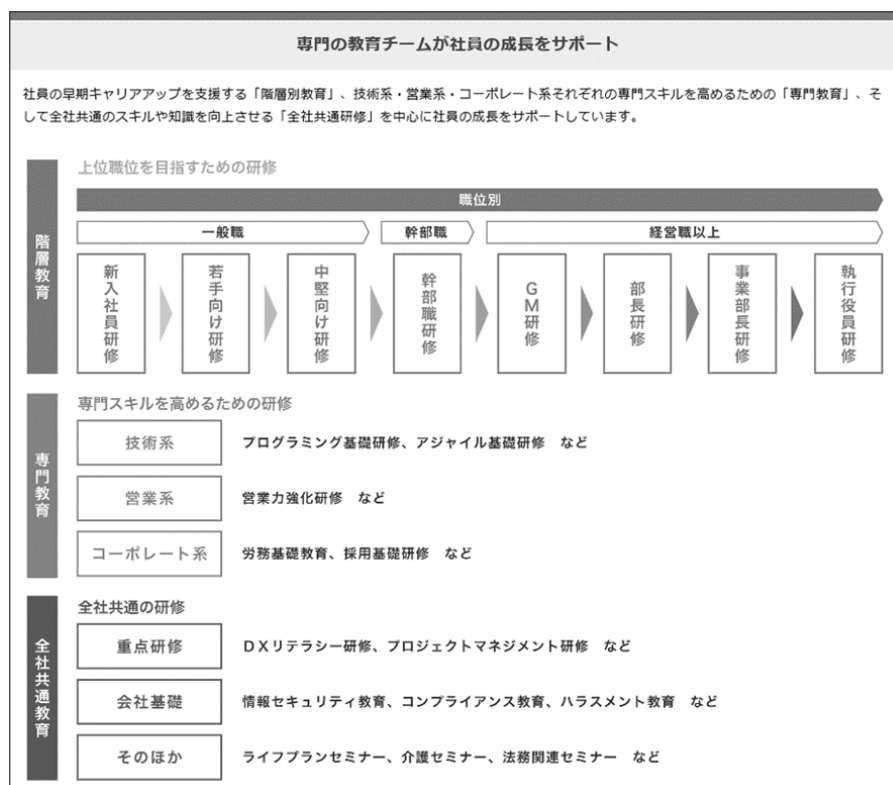 専門の教育チームが社員の成長をサポート
社員の早期キャリアアップを支援する「階層別教育」、技術系・営業系・コーポレート系それぞれの専門スキルを高めるための「専門教育」、そ
して全社共通のスキルや知識を向上させる「全社共通研修」を中心に社員の成長をサポートしています。
階層教育
上位職位を目指すための研修
職位別
一般職
幹部職
経営職以上
新入社員研修
若手向け研修
中堅向け研修
幹部職研修
GM研修
部長研修
事業部長研修
執行役員研修
専門教育
専門スキルを高めるための研修
技術系
プログラミング基礎研修、アジャイル基礎研修 など
営業系
営業力強化研修 など
コーポレート系
労務基礎教育、採用基礎研修 など
全社共通教育
全社共通の研修
重点研修
DXリテラシー研修、プロジェクトマネジメント研修 など
会社基礎
情報セキュリティ教育、コンプライアンス教育、ハラスメント教育 など
そのほか
ライフプランセミナー、介護セミナー、法務関連セミナー など